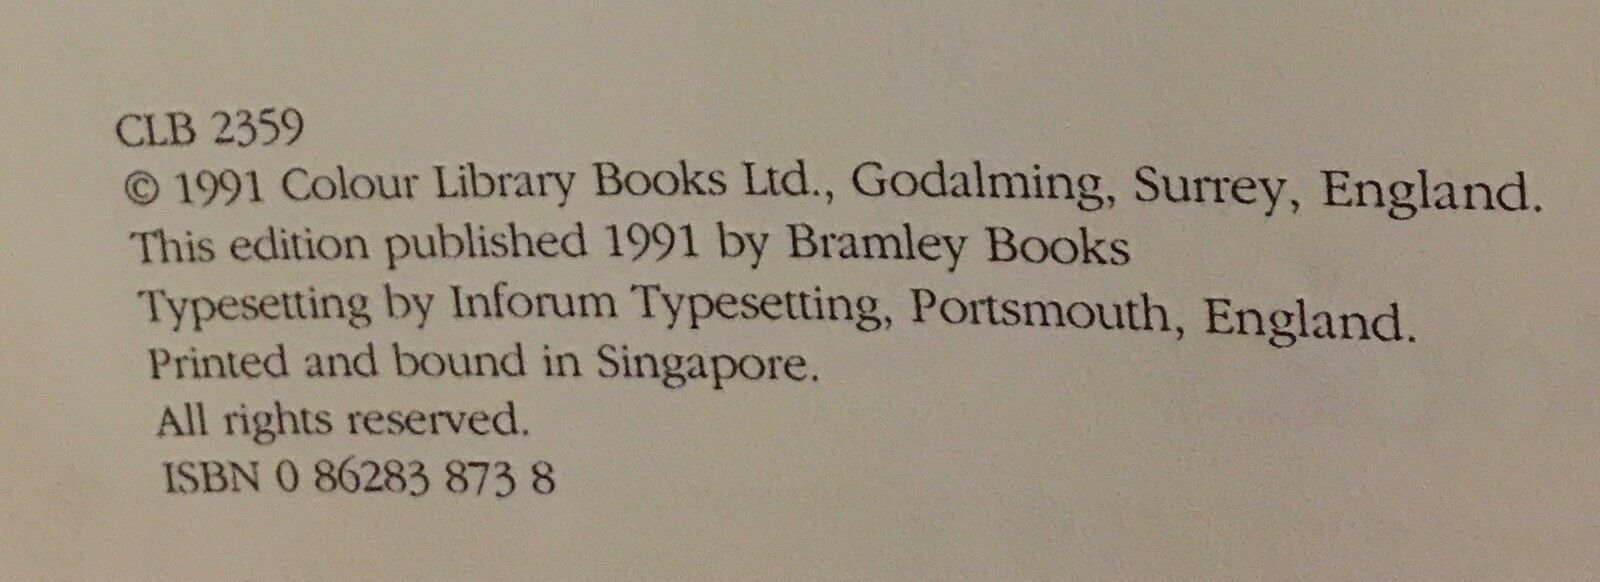 CLB 2359
© 1991 Colour Library Books Ltd., Godalming, Surrey, England.
This edition published 1991 by Bramley Books
Typesetting by Inforum Typesetting, Portsmouth, England.
Printed and bound in Singapore.
All rights reserved.
ISBN 0 86283 873 8